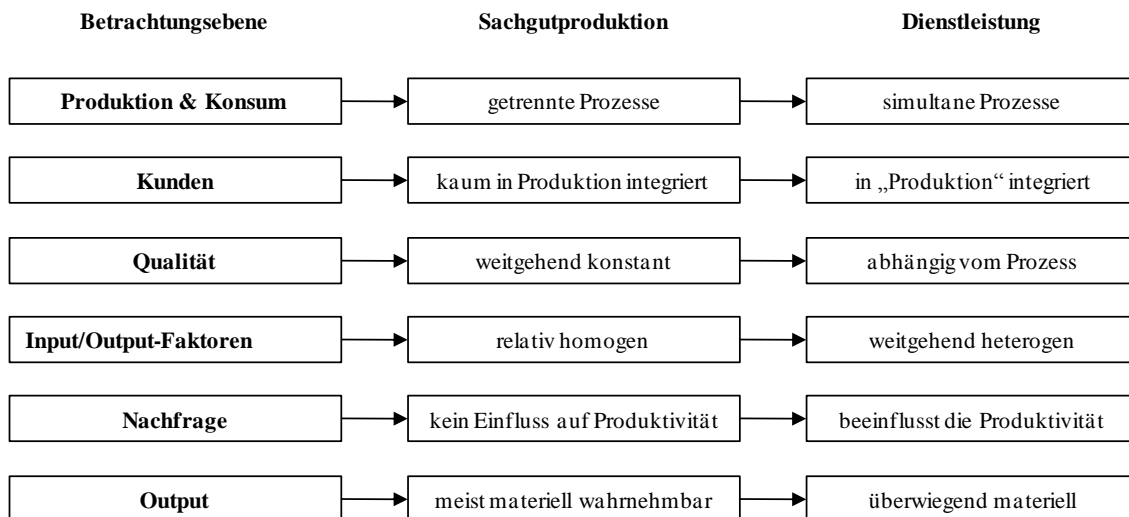 Betrachtungsebene Sachgutproduktion Dienstleistung
Produktion & Konsum getrennte Prozesse simultane Prozesse
Kunden kaum in Produktion integriert in „Produktion“ integriert
Qualität weitgehend konstant abhängig vom Prozess
Input/Output-Faktoren relativ homogen weitgehend heterogen
Nachfrage kein Einfluss auf Produktivität beeinflusst die Produktivität
Output meist materiell wahrnehmbar überwiegend materiell